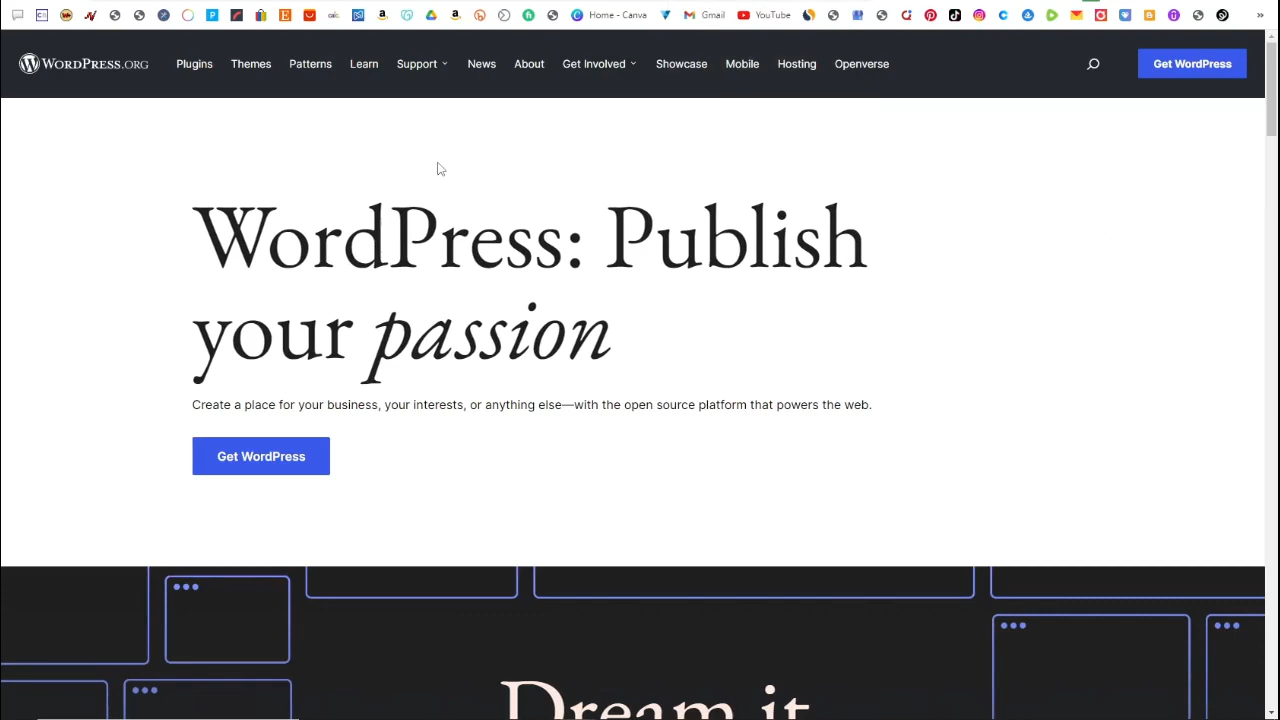 Home - Canva Gmail YouTube »
WORDPRESS.ORG Plugins Themes Patterns Learn Support News About Get Involved Showcase Mobile Hosting Openverse Get WordPress
WordPress: Publish
your passion
Create a place for your business, your interests, or anything else—with the open source platform that powers the web.
Get WordPress
Dream it